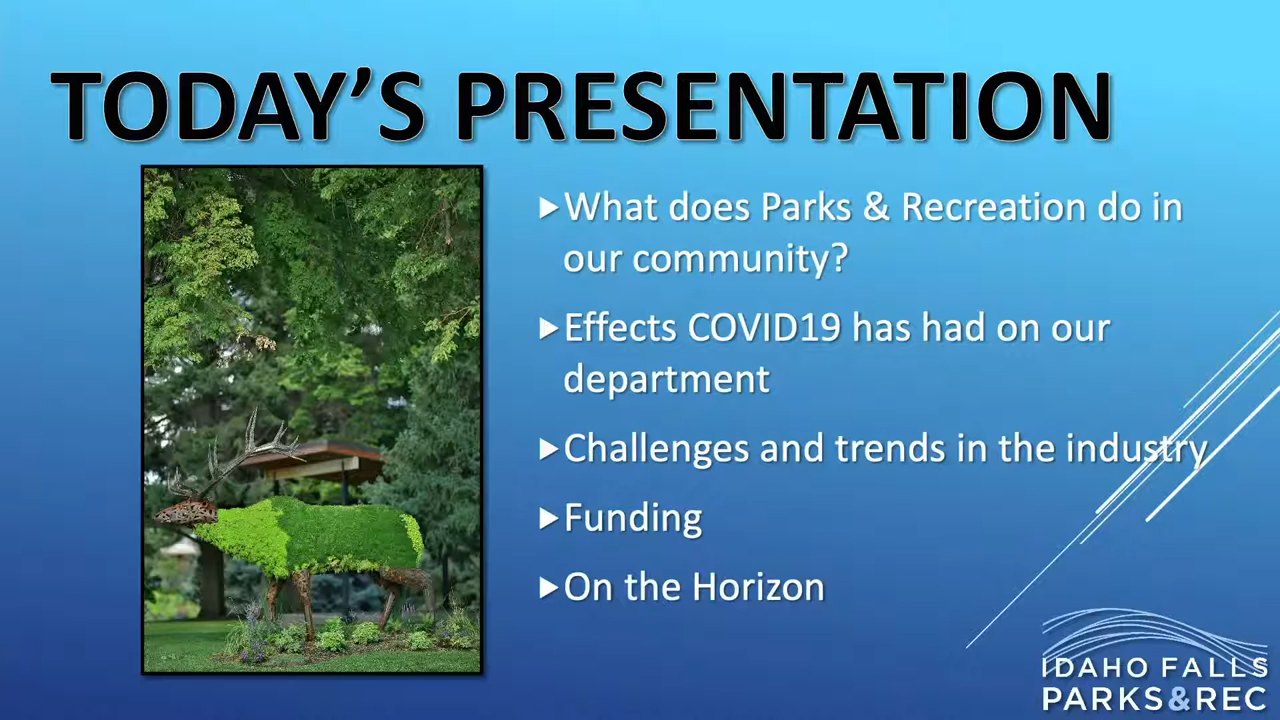 TODAY’S PRESENTATION
What does Parks & Recreation do in
our community?
Effects COVID19 has had on our
department
Challenges and trends in the industry
Funding
On the Horizon
IDAHO FALLS
PARKS&REC